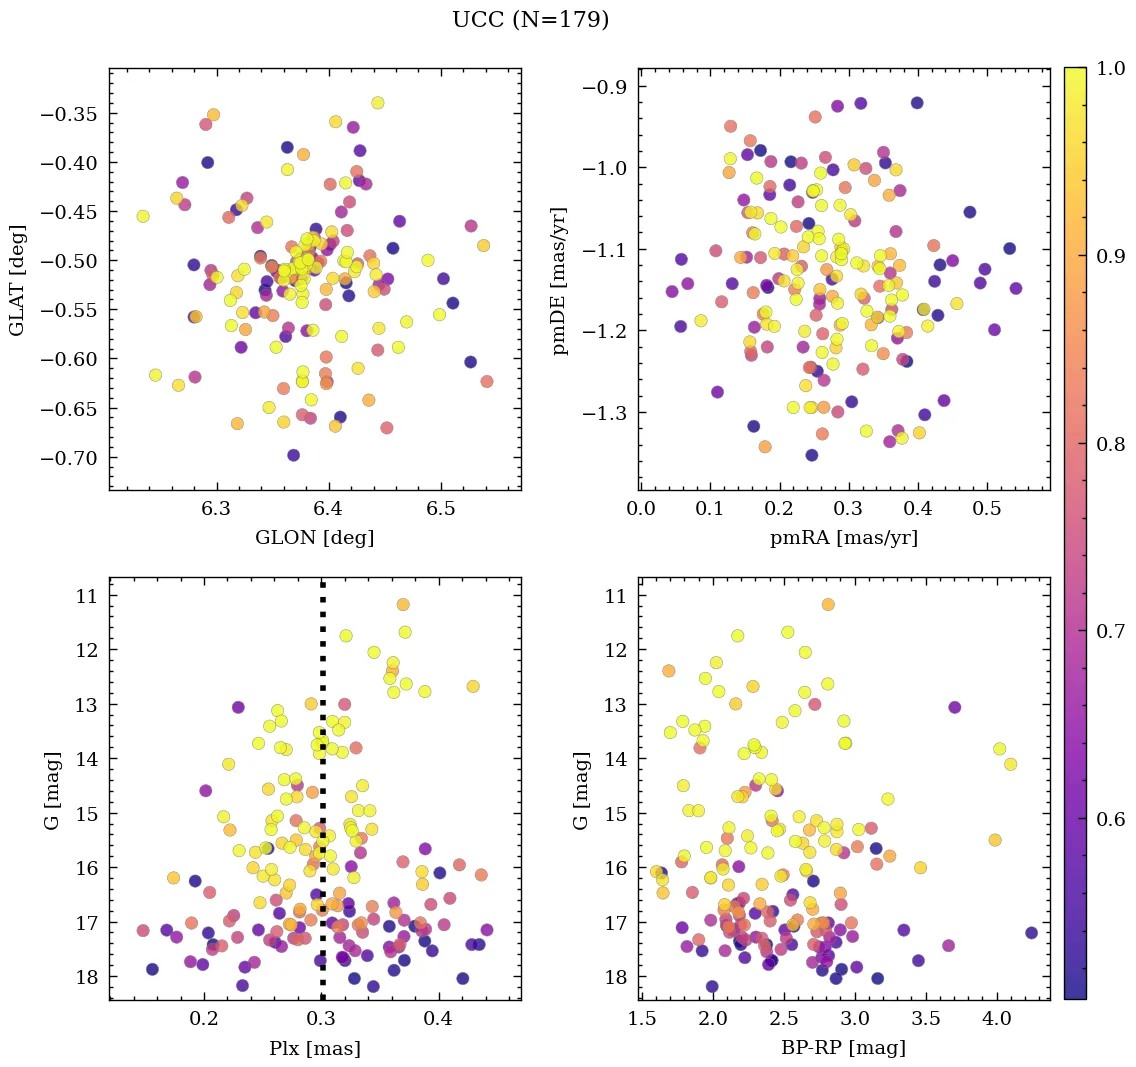 UCC (N=179)
−0.35
−0.40
−0.45
−0.50
−0.55
−0.60
−0.65
−0.70
GLAT [deg]
6.3 6.4 6.5
GLON [deg]
−0.9
−1.0
−1.1
−1.2
−1.3
pmDE [mas/yr]
0.0 0.1 0.2 0.3 0.4 0.5
pmRA [mas/yr]
11
12
13
14
15
16
17
18
G [mag]
0.2 0.3 0.4
Plx [mas]
11
12
13
14
15
16
17
18
G [mag]
1.5 2.0 2.5 3.0 3.5 4.0
BP-RP [mag]
1.0
0.9
0.8
0.7
0.6